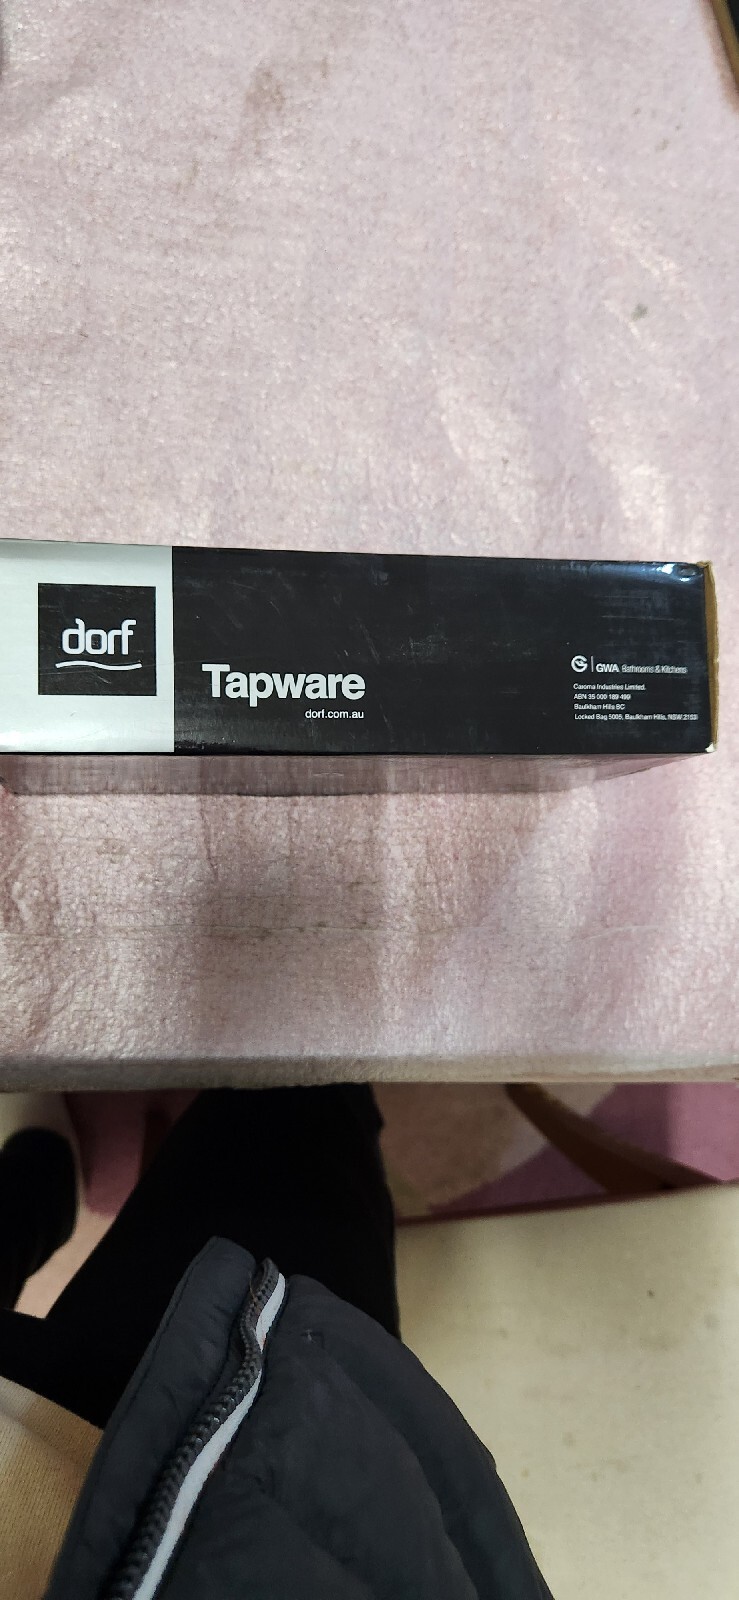 dorf
Tapware
dorf.com.au
GWA Bathrooms & Kitchens
Caroma Industries Limited.
ABN 35 000 189 499
Baulkham Hills BC
Locked Bag 5005, Baulkham Hills, NSW 2153